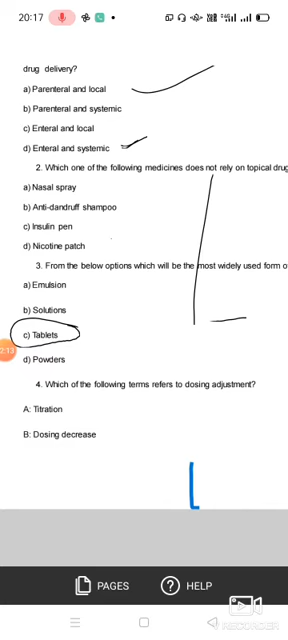 20:17
drug delivery?
a) Parenteral and local
b) Parenteral and systemic
c) Enteral and local
d) Enteral and systemic
2. Which one of the following medicines does not rely on topical drug
a) Nasal spray
b) Anti-dandruff shampoo
c) Insulin pen
d) Nicotine patch
3. From the below options which will be the most widely used form o
a) Emulsion
b) Solutions
c) Tablets
:13
d) Powders
4. Which of the following terms refers to dosing adjustment?
A: Titration
B: Dosing decrease
PAGES
HELP
RECORDER